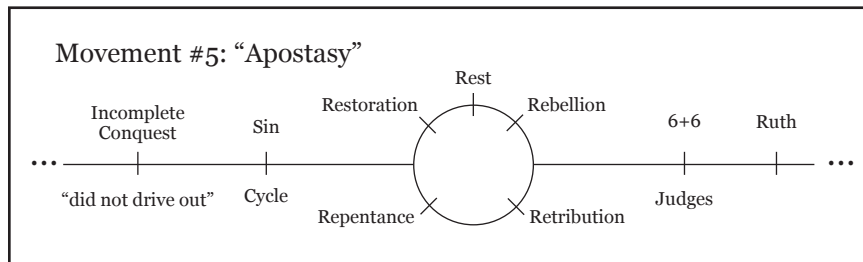 Movement #5: “Apostasy”
Rest
Restoration
Rebellion
Incomplete
Conquest
Sin
6+6
Ruth
...
...
“did not drive out”
Cycle
Repentance
Retribution
Judges